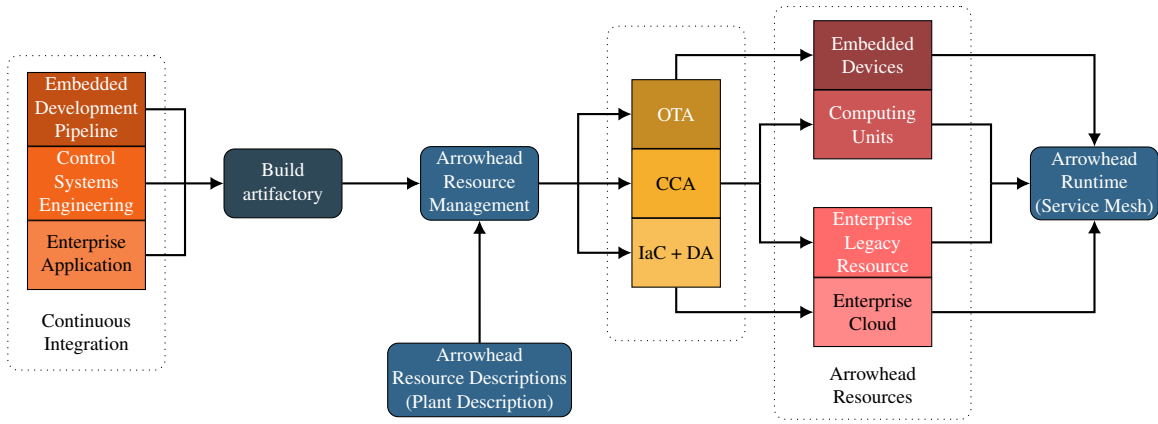 Embedded
Development
Pipeline
Control
Systems
Engineering
Enterprise
Application
Continuous
Integration
Build
artifactory
Arrowhead
Resource
Management
Arrowhead
Resource Descriptions
(Plant Description)
OTA
CCA
IaC + DA
Embedded
Devices
Computing
Units
Enterprise
Legacy
Resource
Enterprise
Cloud
Arrowhead
Resources
Arrowhead
Runtime
(Service Mesh)